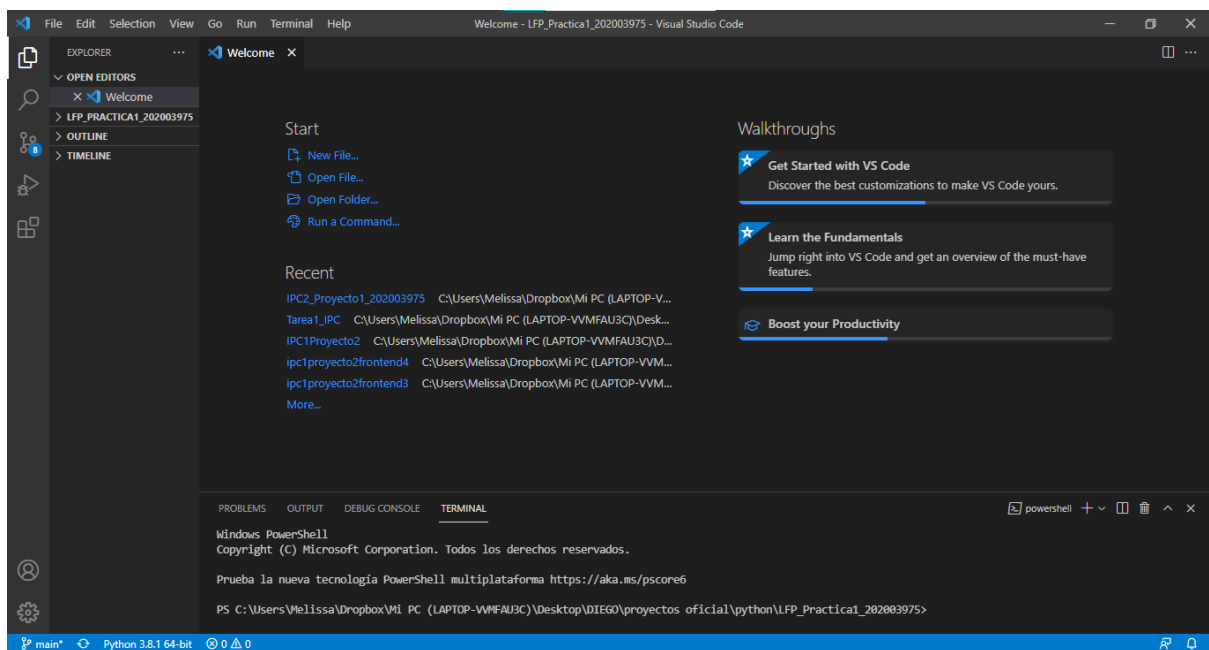 File Edit Selection View Go Run Terminal Help Welcome - LFP_Practica1_202003975 - Visual Studio Code
EXPLORER
Welcome
OPEN EDITORS
Welcome
LFP_PRACTICA1_202003975
OUTLINE
TIMELINE
8
Start
New File...
Open File...
Open Folder...
Run a Command...
Recent
IPC2_Proyecto1_202003975 C:\Users\Melissa\Dropbox\Mi PC (LAPTOP-V...
Tarea1_IPC C:\Users\Melissa\Dropbox\Mi PC (LAPTOP-VVMFAU3C)\Desk...
IPC1Proyecto2 C:\Users\Melissa\Dropbox\Mi PC (LAPTOP-VVMFAU3C)\D...
ipc1proyecto2frontend4 C:\Users\Melissa\Dropbox\Mi PC (LAPTOP-VVM...
ipc1proyecto2frontend3 C:\Users\Melissa\Dropbox\Mi PC (LAPTOP-VVM...
More...
Walkthroughs
Get Started with VS Code
Discover the best customizations to make VS Code yours.
Learn the Fundamentals
Jump right into VS Code and get an overview of the must-have
features.
Boost your Productivity
PROBLEMS OUTPUT DEBUG CONSOLE TERMINAL
powershell
Windows PowerShell
Copyright (C) Microsoft Corporation. Todos los derechos reservados.
Prueba la nueva tecnología PowerShell multiplataforma https://aka.ms/pscore6
PS C:\Users\Melissa\Dropbox\Mi PC (LAPTOP-VVMFAU3C)\Desktop\DIEGO\proyectos oficial\python\LFP_Practica1_202003975>
main* Python 3.8.1 64-bit 0 0